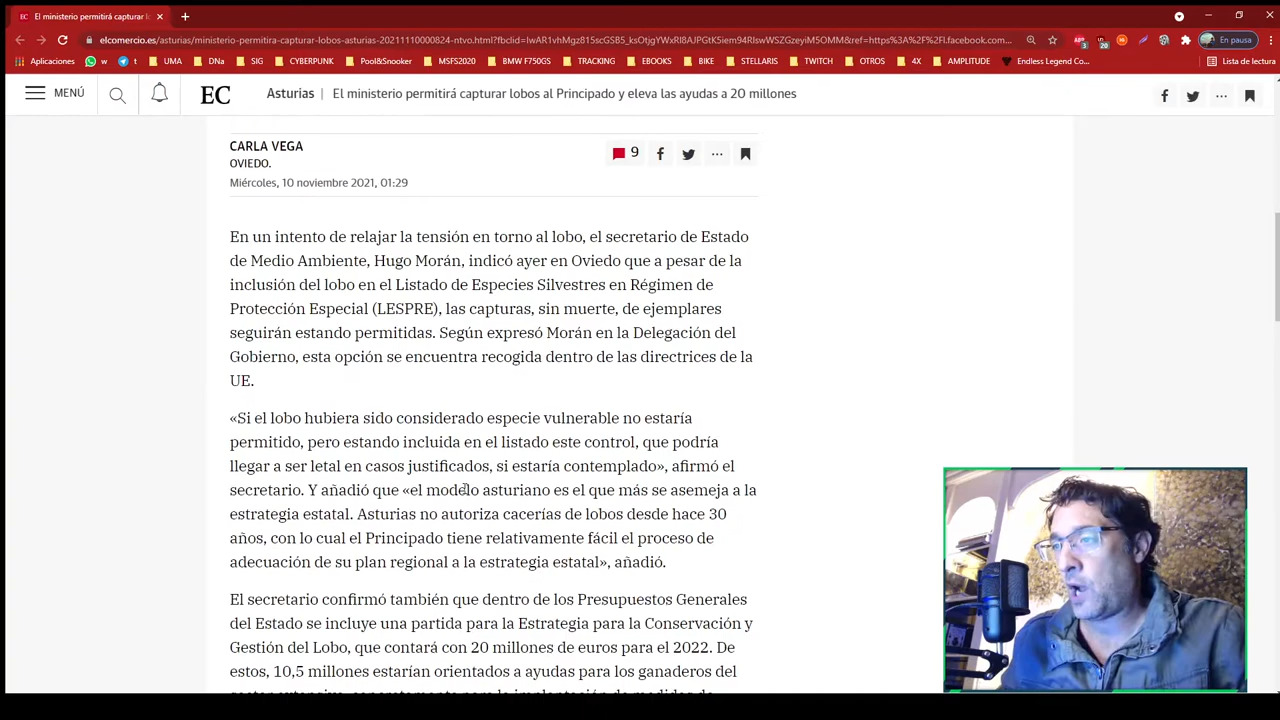 El ministerio permitirá capturar l
elcomercio.es/asturias/ministerio-permitira-capturar-lobos-asturias-20211110000824-ntvo.html?fbclid=IwAR1vhMgz815scGSB5_ksOtjgYWxRl8AJPGtK5iem94RIswWSZGzeyiM5OMM&ref=https%3A%2F%2Fl.facebook.com...
En pausa
Aplicaciones w t UMA DNa SIG CYBERPUNK Pool&Snooker MSFS2020 BMW F750GS TRACKING EBOOKS BIKE STELLARIS TWITCH OTROS 4X AMPLITUDE Endless Legend Co... Lista de lectura
MENÚ EC Asturias | El ministerio permitirá capturar lobos al Principado y eleva las ayudas a 20 millones
CARLA VEGA
9
OVIEDO.
Miércoles, 10 noviembre 2021, 01:29
En un intento de relajar la tensión en torno al lobo, el secretario de Estado
de Medio Ambiente, Hugo Morán, indicó ayer en Oviedo que a pesar de la
inclusión del lobo en el Listado de Especies Silvestres en Régimen de
Protección Especial (LESPRE), las capturas, sin muerte, de ejemplares
seguirán estando permitidas. Según expresó Morán en la Delegación del
Gobierno, esta opción se encuentra recogida dentro de las directrices de la
UE.
«Si el lobo hubiera sido considerado especie vulnerable no estaría
permitido, pero estando incluida en el listado este control, que podría
llegar a ser letal en casos justificados, si estaría contemplado», afirmó el
secretario. Y añadió que «el modelo asturiano es el que más se asemeja a la
estrategia estatal. Asturias no autoriza cacerías de lobos desde hace 30
años, con lo cual el Principado tiene relativamente fácil el proceso de
adecuación de su plan regional a la estrategia estatal», añadió.
El secretario confirmó también que dentro de los Presupuestos Generales
del Estado se incluye una partida para la Estrategia para la Conservación y
Gestión del Lobo, que contará con 20 millones de euros para el 2022. De
estos, 10,5 millones estarían orientados a ayudas para los ganaderos del